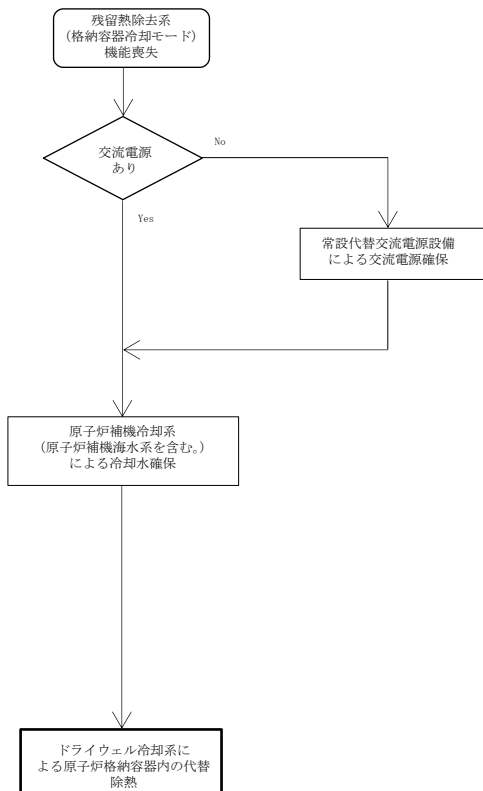 残留熱除去系
(格納容器冷却モード)
機能喪失
交流電源
あり
No
Yes
常設代替交流電源設備
による交流電源確保
原子炉補機冷却系
(原子炉補機海水系を含む。)
による冷却水確保
ドライウェル冷却系に
よる原子炉格納容器内の代替
除熱